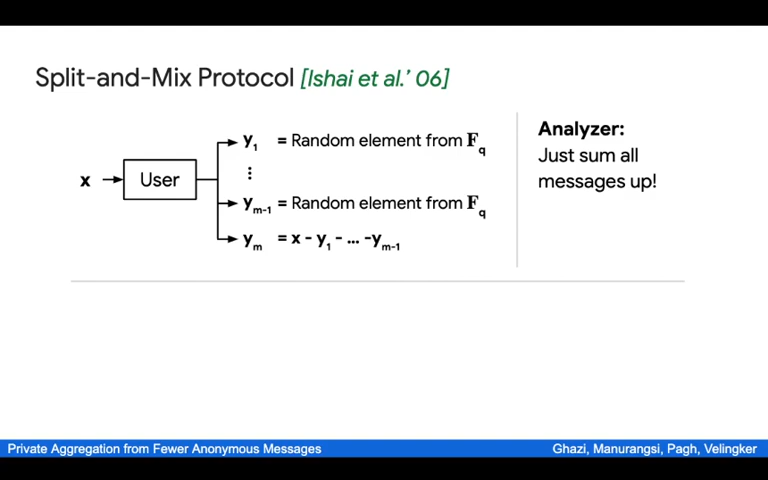 Split-and-Mix Protocol [Ishai et al.' 06]
x
User
y1 = Random element from Fq
⋮
ym-1 = Random element from Fq
ym = x - y1 - ... -ym-1
Analyzer:
Just sum all
messages up!
Private Aggregation from Fewer Anonymous Messages
Ghazi, Manurangsi, Pagh, Velingker